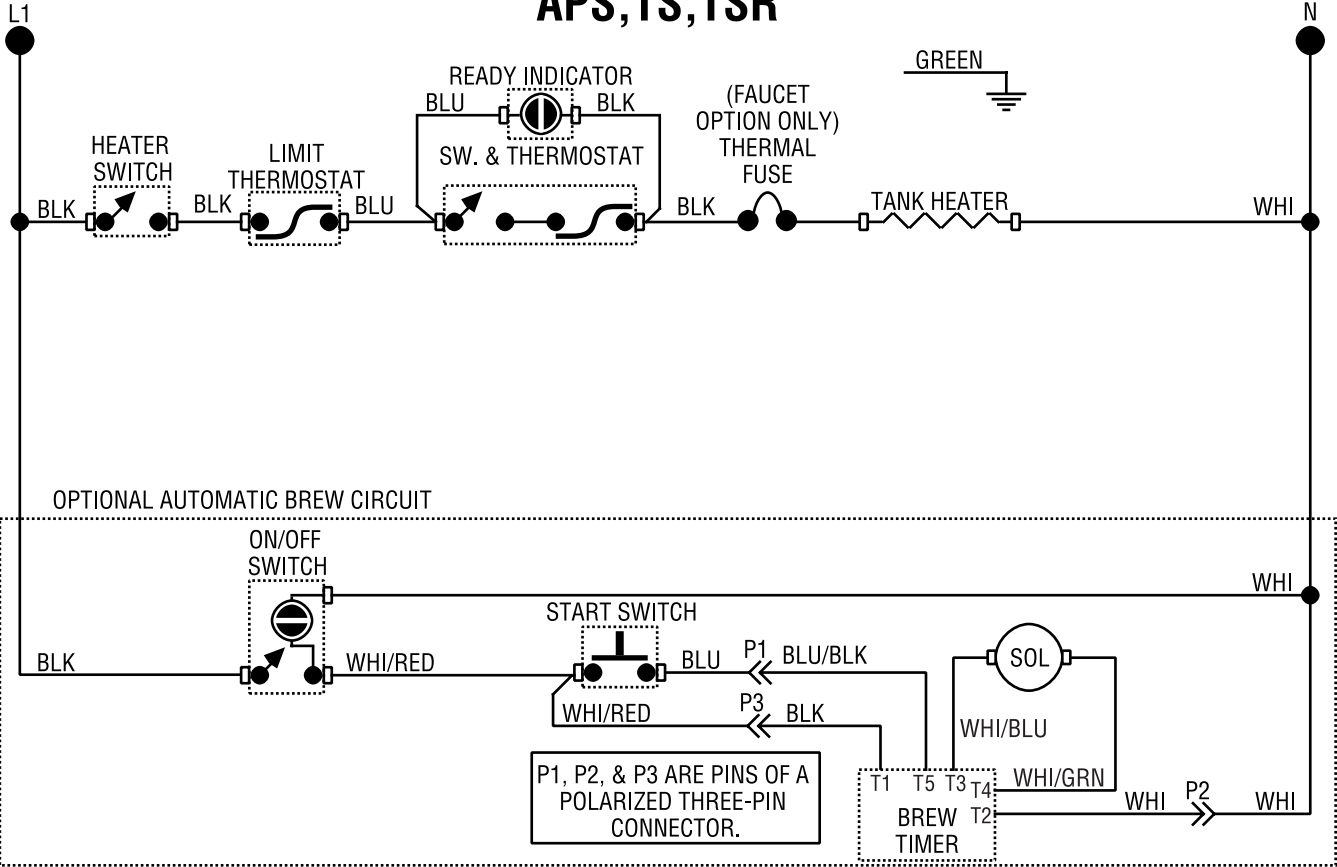 APS,TS,TSR
L1
N
GREEN
READY INDICATOR
BLU
BLK
(FAUCET
OPTION ONLY)
THERMAL
FUSE
HEATER
SWITCH
LIMIT
THERMOSTAT
SW. & THERMOSTAT
BLK
BLK
BLU
BLK
TANK HEATER
WHI
OPTIONAL AUTOMATIC BREW CIRCUIT
ON/OFF
SWITCH
WHI
START SWITCH
BLK
WHI/RED
BLU
P1
BLU/BLK
SOL
WHI/RED
P3
BLK
WHI/BLU
P1, P2, & P3 ARE PINS OF A
POLARIZED THREE-PIN
CONNECTOR.
T1
T5
T3
T4
WHI/GRN
T2
BREW
TIMER
WHI
P2
WHI